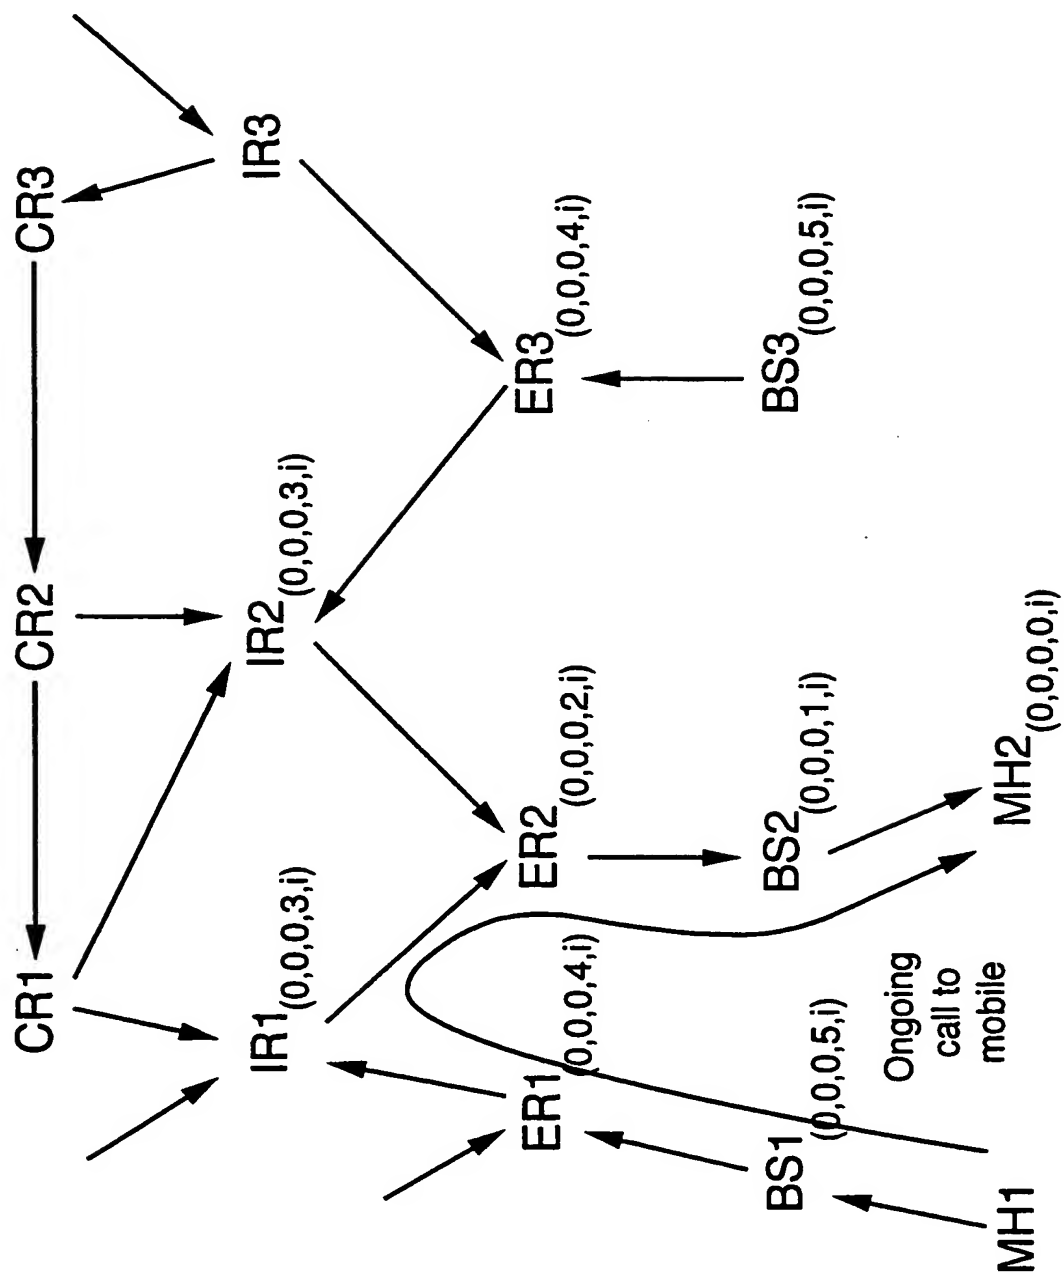 CR1 CR2 CR3
IR1(0,0,0,3,i) IR2(0,0,0,3,i) IR3
ER1(0,0,0,4,i) ER2(0,0,0,2,i) ER3(0,0,0,4,i)
BS1(0,0,0,5,i) BS2(0,0,0,1,i) BS3(0,0,0,5,i)
Ongoing
call to
mobile
MH1 MH2(0,0,0,0,i)